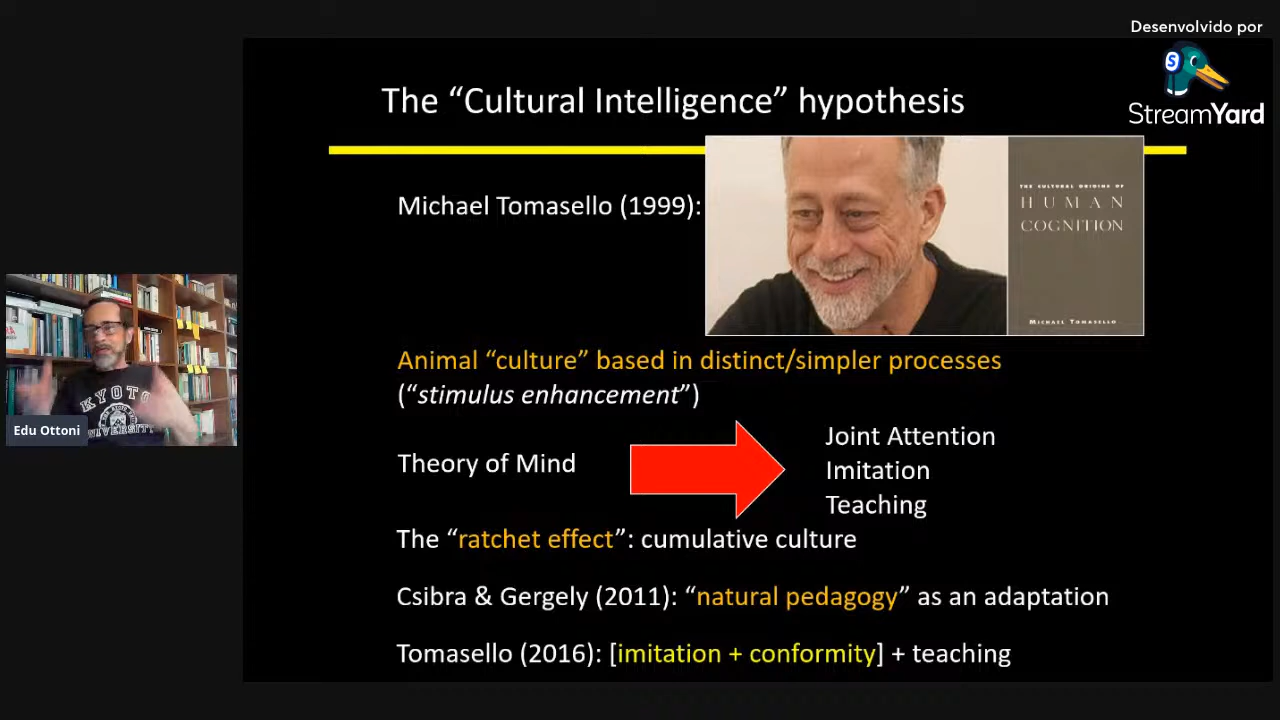 Desenvolvido por
StreamYard
The “Cultural Intelligence” hypothesis
Michael Tomasello (1999):
THE CULTURAL ORIGINS OF
HUMAN
COGNITION
MICHAEL TOMASELLO
Animal “culture” based in distinct/simpler processes
(“stimulus enhancement”)
Theory of Mind
Joint Attention
Imitation
Teaching
The “ratchet effect”: cumulative culture
Csibra & Gergely (2011): “natural pedagogy” as an adaptation
Tomasello (2016): [imitation + conformity] + teaching
KYOTO
UNIVERSITY
Edu Ottoni